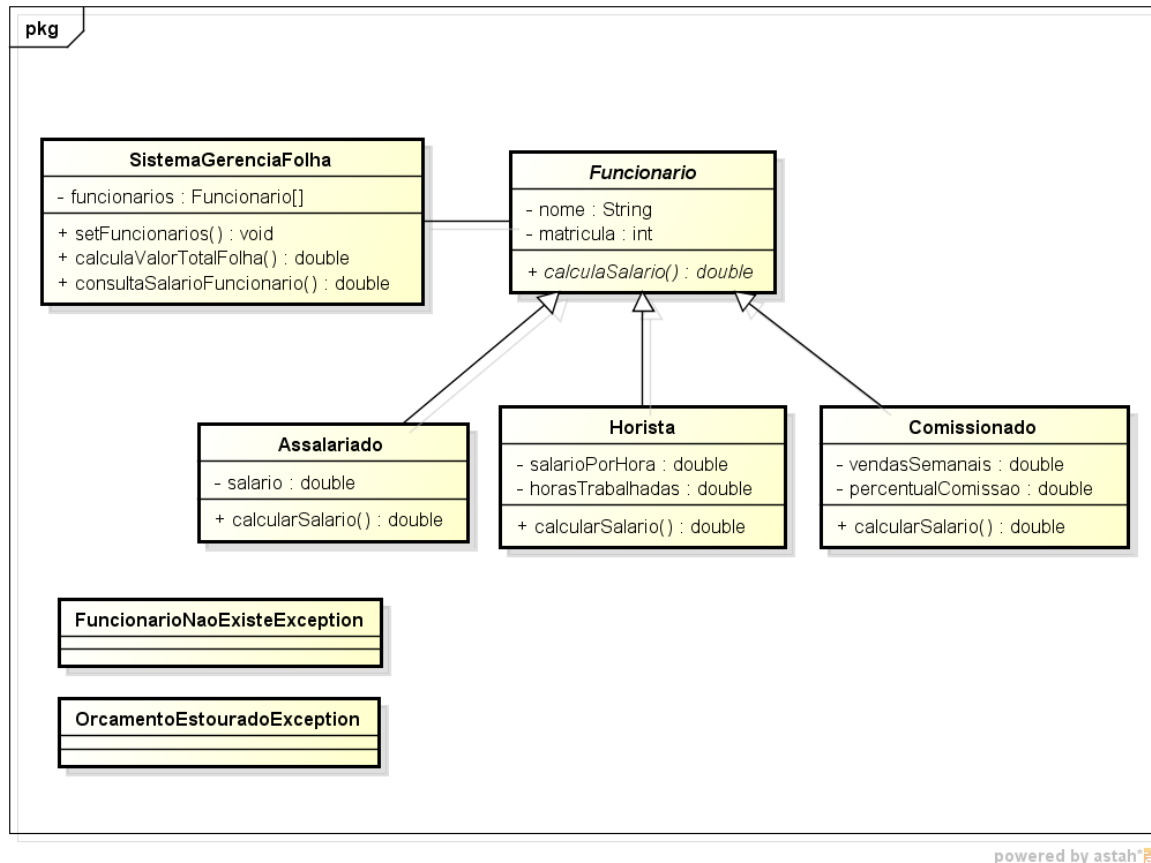 pkg
SistemaGerenciaFolha
- funcionarios : Funcionario[]
+ setFuncionarios() : void
+ calculaValorTotalFolha() : double
+ consultaSalarioFuncionario() : double
Funcionario
- nome : String
- matricula : int
+ calculaSalario() : double
Assalariado
- salario : double
+ calcularSalario() : double
Horista
- salarioPorHora : double
- horasTrabalhadas : double
+ calcularSalario() : double
Comissionado
- vendasSemanais : double
- percentualComissao : double
+ calcularSalario() : double
FuncionarioNaoExisteException
OrcamentoEstouradoException
powered by astah*